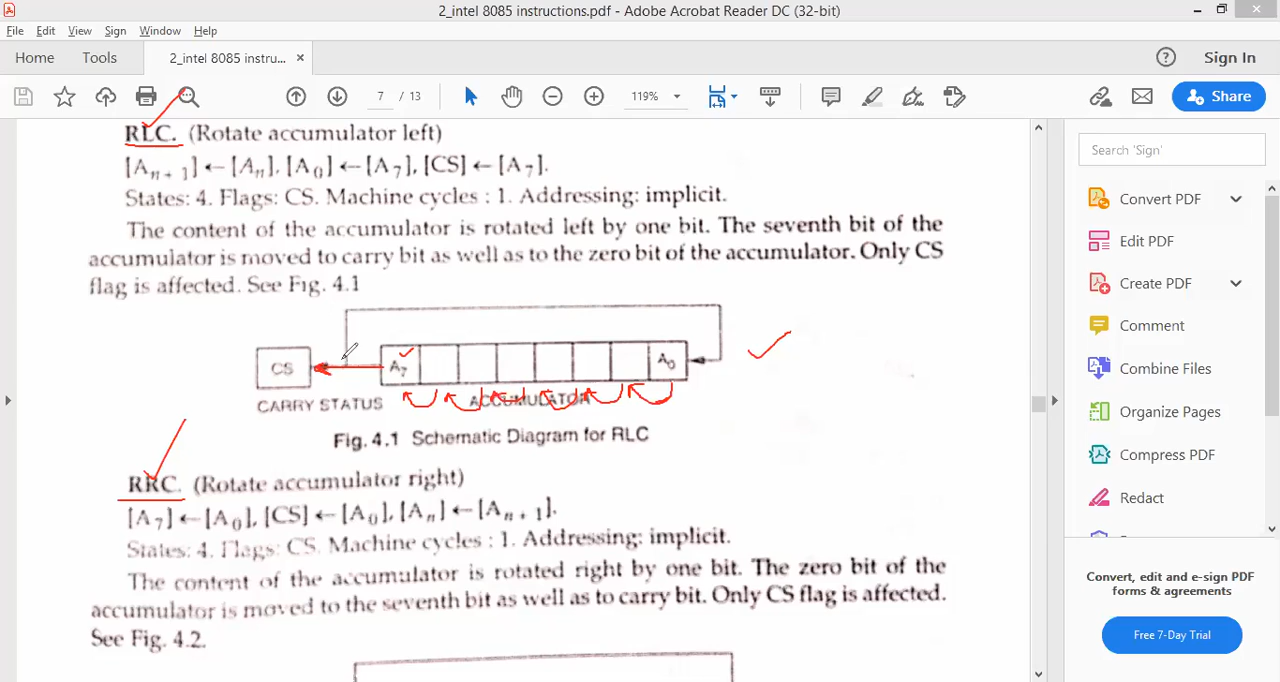 2_intel 8085 instructions.pdf - Adobe Acrobat Reader DC (32-bit)
File Edit View Sign Window Help
Home Tools 2_intel 8085 instru... × Sign In
7 / 13 119% Share
RLC. (Rotate accumulator left)
[Aₙ₊₁] ← [Aₙ], [A₀] ← [A₇], [CS] ← [A₇].
States: 4. Flags: CS. Machine cycles : 1. Addressing: implicit.
The content of the accumulator is rotated left by one bit. The seventh bit of the
accumulator is moved to carry bit as well as to the zero bit of the accumulator. Only CS
flag is affected. See Fig. 4.1
CS A₇ A₀
CARRY STATUS ACCUMULATOR
Fig. 4.1 Schematic Diagram for RLC
RRC. (Rotate accumulator right)
[A₇] ← [A₀], [CS] ← [A₀], [Aₙ] ← [Aₙ₊₁].
States: 4. Flags: CS. Machine cycles : 1. Addressing: implicit.
The content of the accumulator is rotated right by one bit. The zero bit of the
accumulator is moved to the seventh bit as well as to carry bit. Only CS flag is affected.
See Fig. 4.2.
Search 'Sign'
Convert PDF
Edit PDF
Create PDF
Comment
Combine Files
Organize Pages
Compress PDF
Redact
Convert, edit and e-sign PDF
forms & agreements
Free 7-Day Trial